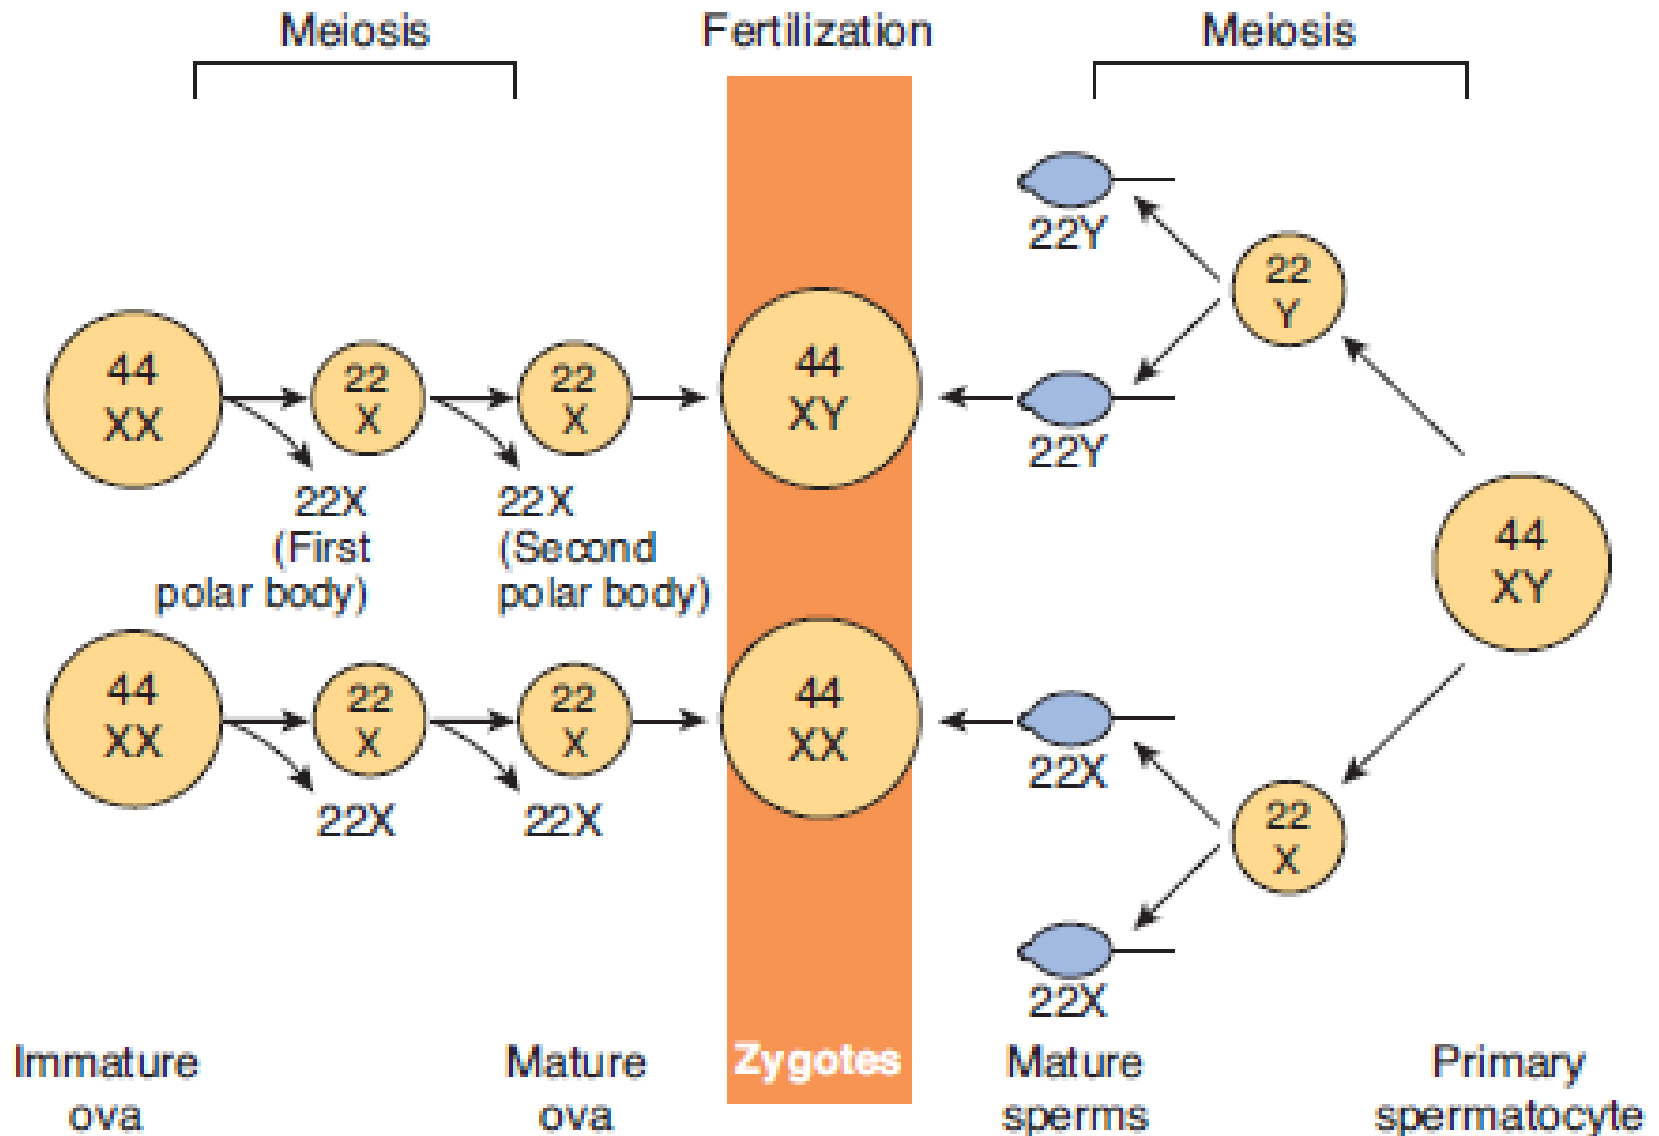 Meiosis
Fertilization
Meiosis
22Y
22
Y
44
XX
22
X
22
X
44
XY
22Y
22X
(First
polar body)
22X
(Second
polar body)
44
XY
44
XX
22
X
22
X
44
XX
22X
22X
22X
22
X
22X
Immature
ova
Mature
ova
Zygotes
Mature
sperms
Primary
spermatocyte